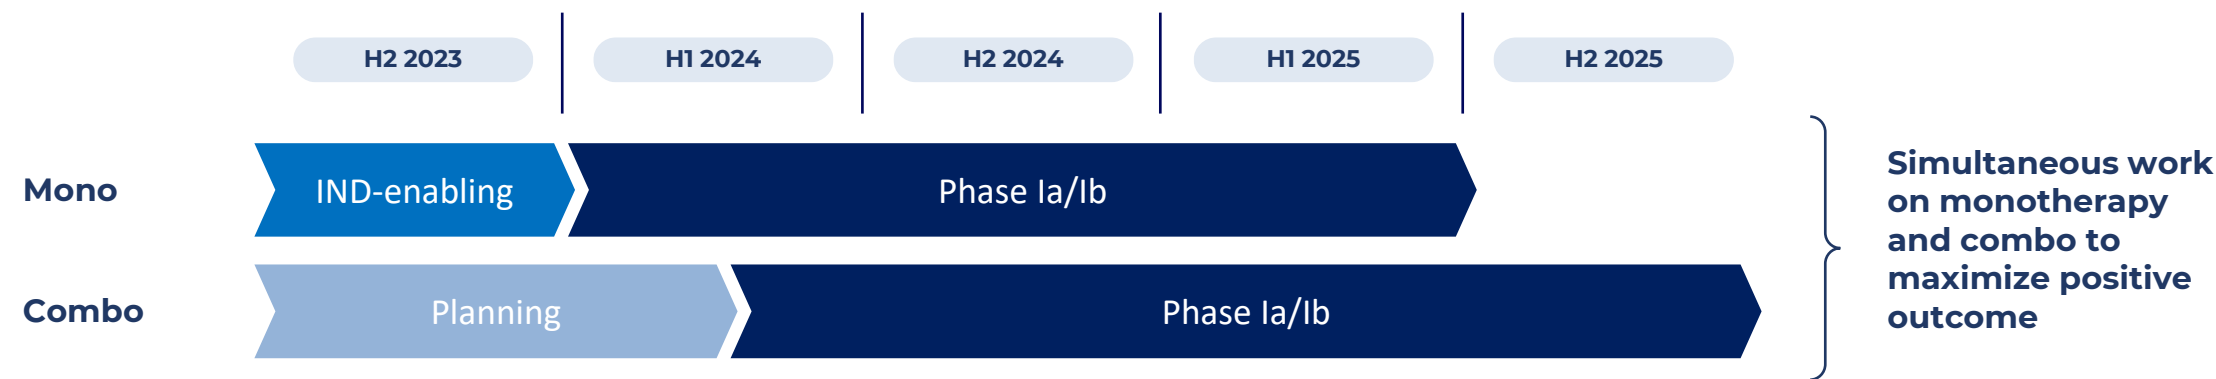 H2 2023
H1 2024
H2 2024
H1 2025
H2 2025
Mono
IND-enabling
Phase Ia/Ib
Combo
Planning
Phase Ia/Ib
Simultaneous work
on monotherapy
and combo to
maximize positive
outcome